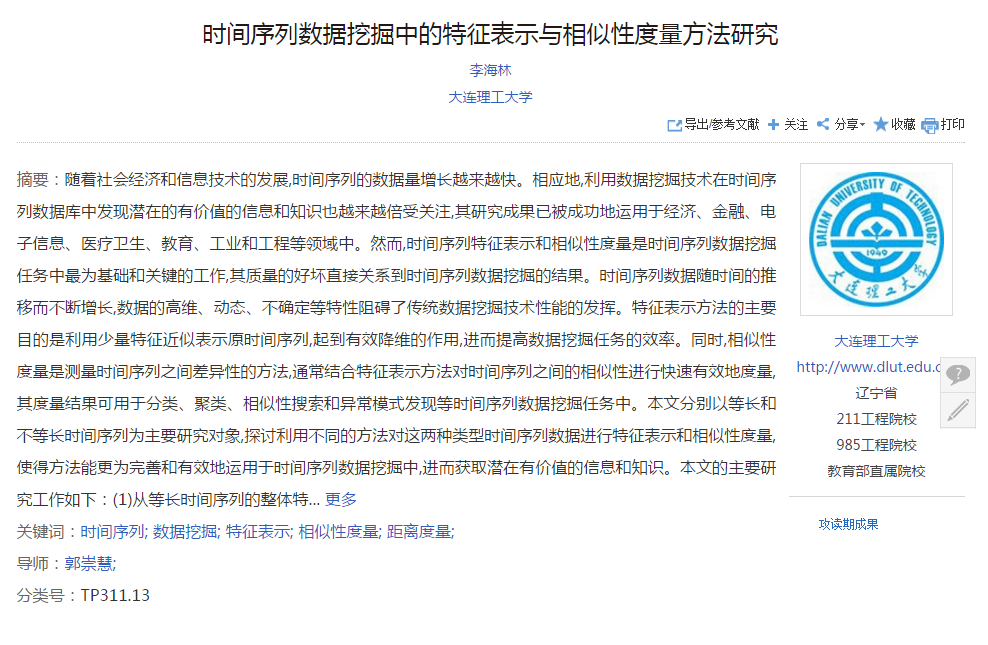 时间序列数据挖掘中的特征表示与相似性度量方法研究
李海林
大连理工大学
导出/参考文献 关注 分享 收藏 打印
摘要：随着社会经济和信息技术的发展,时间序列的数据量增长越来越快。相应地,利用数据挖掘技术在时间序
列数据库中发现潜在的有价值的信息和知识也越来越倍受关注,其研究成果已被成功地运用于经济、金融、电
子信息、医疗卫生、教育、工业和工程等领域中。然而,时间序列特征表示和相似性度量是时间序列数据挖掘
任务中最为基础和关键的工作,其质量的好坏直接关系到时间序列数据挖掘的结果。时间序列数据随时间的推
移而不断增长,数据的高维、动态、不确定等特性阻碍了传统数据挖掘技术性能的发挥。特征表示方法的主要
目的是利用少量特征近似表示原时间序列,起到有效降维的作用,进而提高数据挖掘任务的效率。同时,相似性
度量是测量时间序列之间差异性的方法,通常结合特征表示方法对时间序列之间的相似性进行快速有效地度量,
其度量结果可用于分类、聚类、相似性搜索和异常模式发现等时间序列数据挖掘任务中。本文分别以等长和
不等长时间序列为主要研究对象,探讨利用不同的方法对这两种类型时间序列数据进行特征表示和相似性度量,
使得方法能更为完善和有效地运用于时间序列数据挖掘中,进而获取潜在有价值的信息和知识。本文的主要研
究工作如下：(1)从等长时间序列的整体特... 更多
关键词：时间序列; 数据挖掘; 特征表示; 相似性度量; 距离度量;
导师：郭崇慧;
分类号：TP311.13
DALIAN UNIVERSITY OF TECHNOLOGY
1949
大连理工大学
大连理工大学
http://www.dlut.edu.c
辽宁省
211工程院校
985工程院校
教育部直属院校
攻读期成果